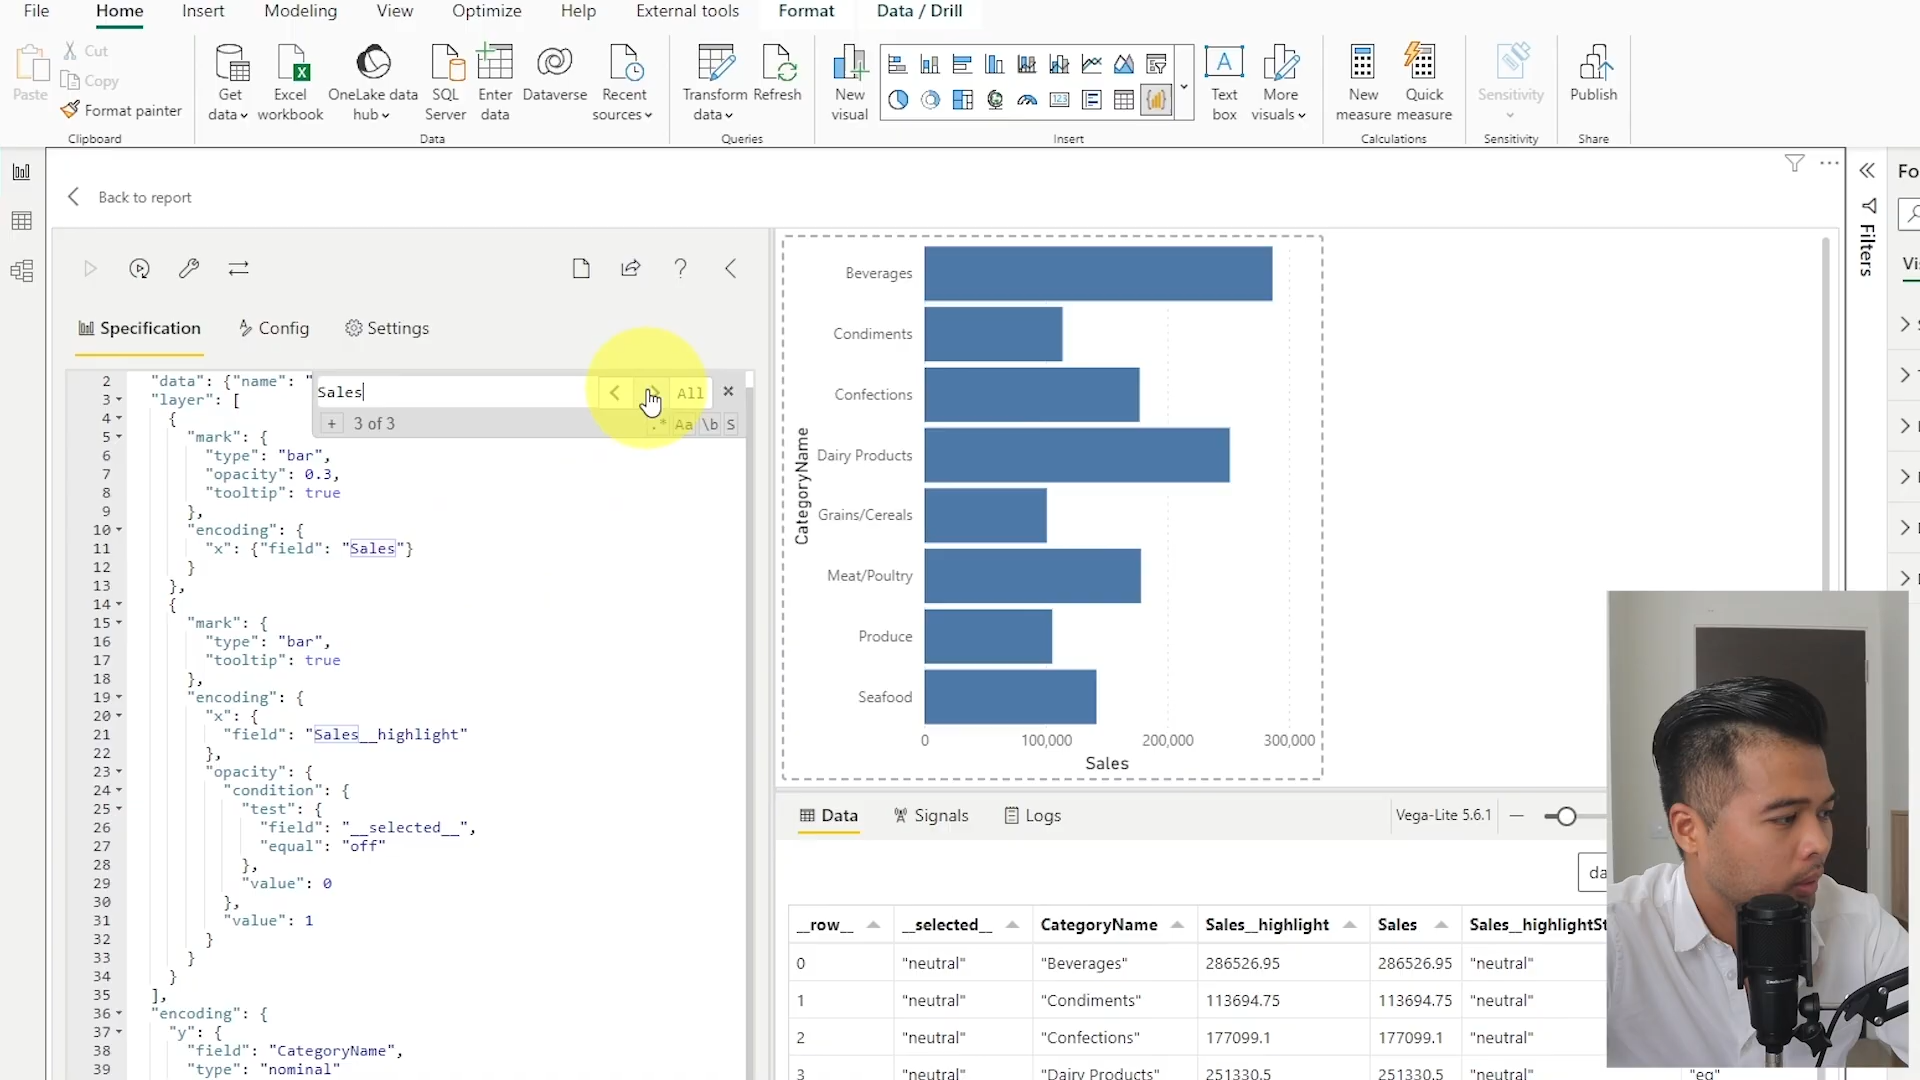 File Home Insert Modeling View Optimize Help External tools Format Data / Drill
Paste
Cut
Copy
Format painter
Clipboard
Get data
Excel workbook
OneLake data hub
SQL Server
Enter data
Dataverse
Recent sources
Data
Transform data
Refresh
Queries
New visual
123
Insert
A
Text box
More visuals
New measure
Quick measure
Calculations
Sensitivity
Sensitivity
Publish
Share
Back to report
Filters
Specification Config Settings
Sales
All
+ 3 of 3
.* Aa \b S
2 "data": {"name": "
3 "layer": [
4 {
5 "mark": {
6 "type": "bar",
7 "opacity": 0.3,
8 "tooltip": true
9 },
10 "encoding": {
11 "x": {"field": "Sales"}
12 }
13 },
14 {
15 "mark": {
16 "type": "bar",
17 "tooltip": true
18 },
19 "encoding": {
20 "x": {
21 "field": "Sales__highlight"
22 },
23 "opacity": {
24 "condition": {
25 "test": {
26 "field": "__selected__",
27 "equal": "off"
28 },
29 "value": 0
30 },
31 "value": 1
32 }
33 }
34 }
35 ],
36 "encoding": {
37 "y": {
38 "field": "CategoryName",
39 "type": "nominal"
CategoryName
Beverages
Condiments
Confections
Dairy Products
Grains/Cereals
Meat/Poultry
Produce
Seafood
0 100,000 200,000 300,000
Sales
Data Signals Logs
Vega-Lite 5.6.1
__row__ __selected__ CategoryName Sales__highlight Sales Sales__highlightSt
0 "neutral" "Beverages" 286526.95 286526.95 "neutral"
1 "neutral" "Condiments" 113694.75 113694.75 "neutral"
2 "neutral" "Confections" 177099.1 177099.1 "neutral"
3 "neutral" "Dairy Products" 251330.5 251330.5 "neutral" "eq"